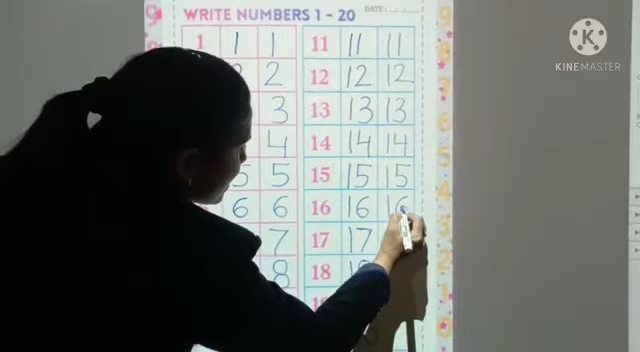 WRITE NUMBERS 1 - 20
DATE:
1 1 1 11 11 11
2 12 12 12
3 13 13 13
4 14 14 14
5 5 15 15 15
6 6 16 16 16
7 17 17
8 18
KINEMASTER